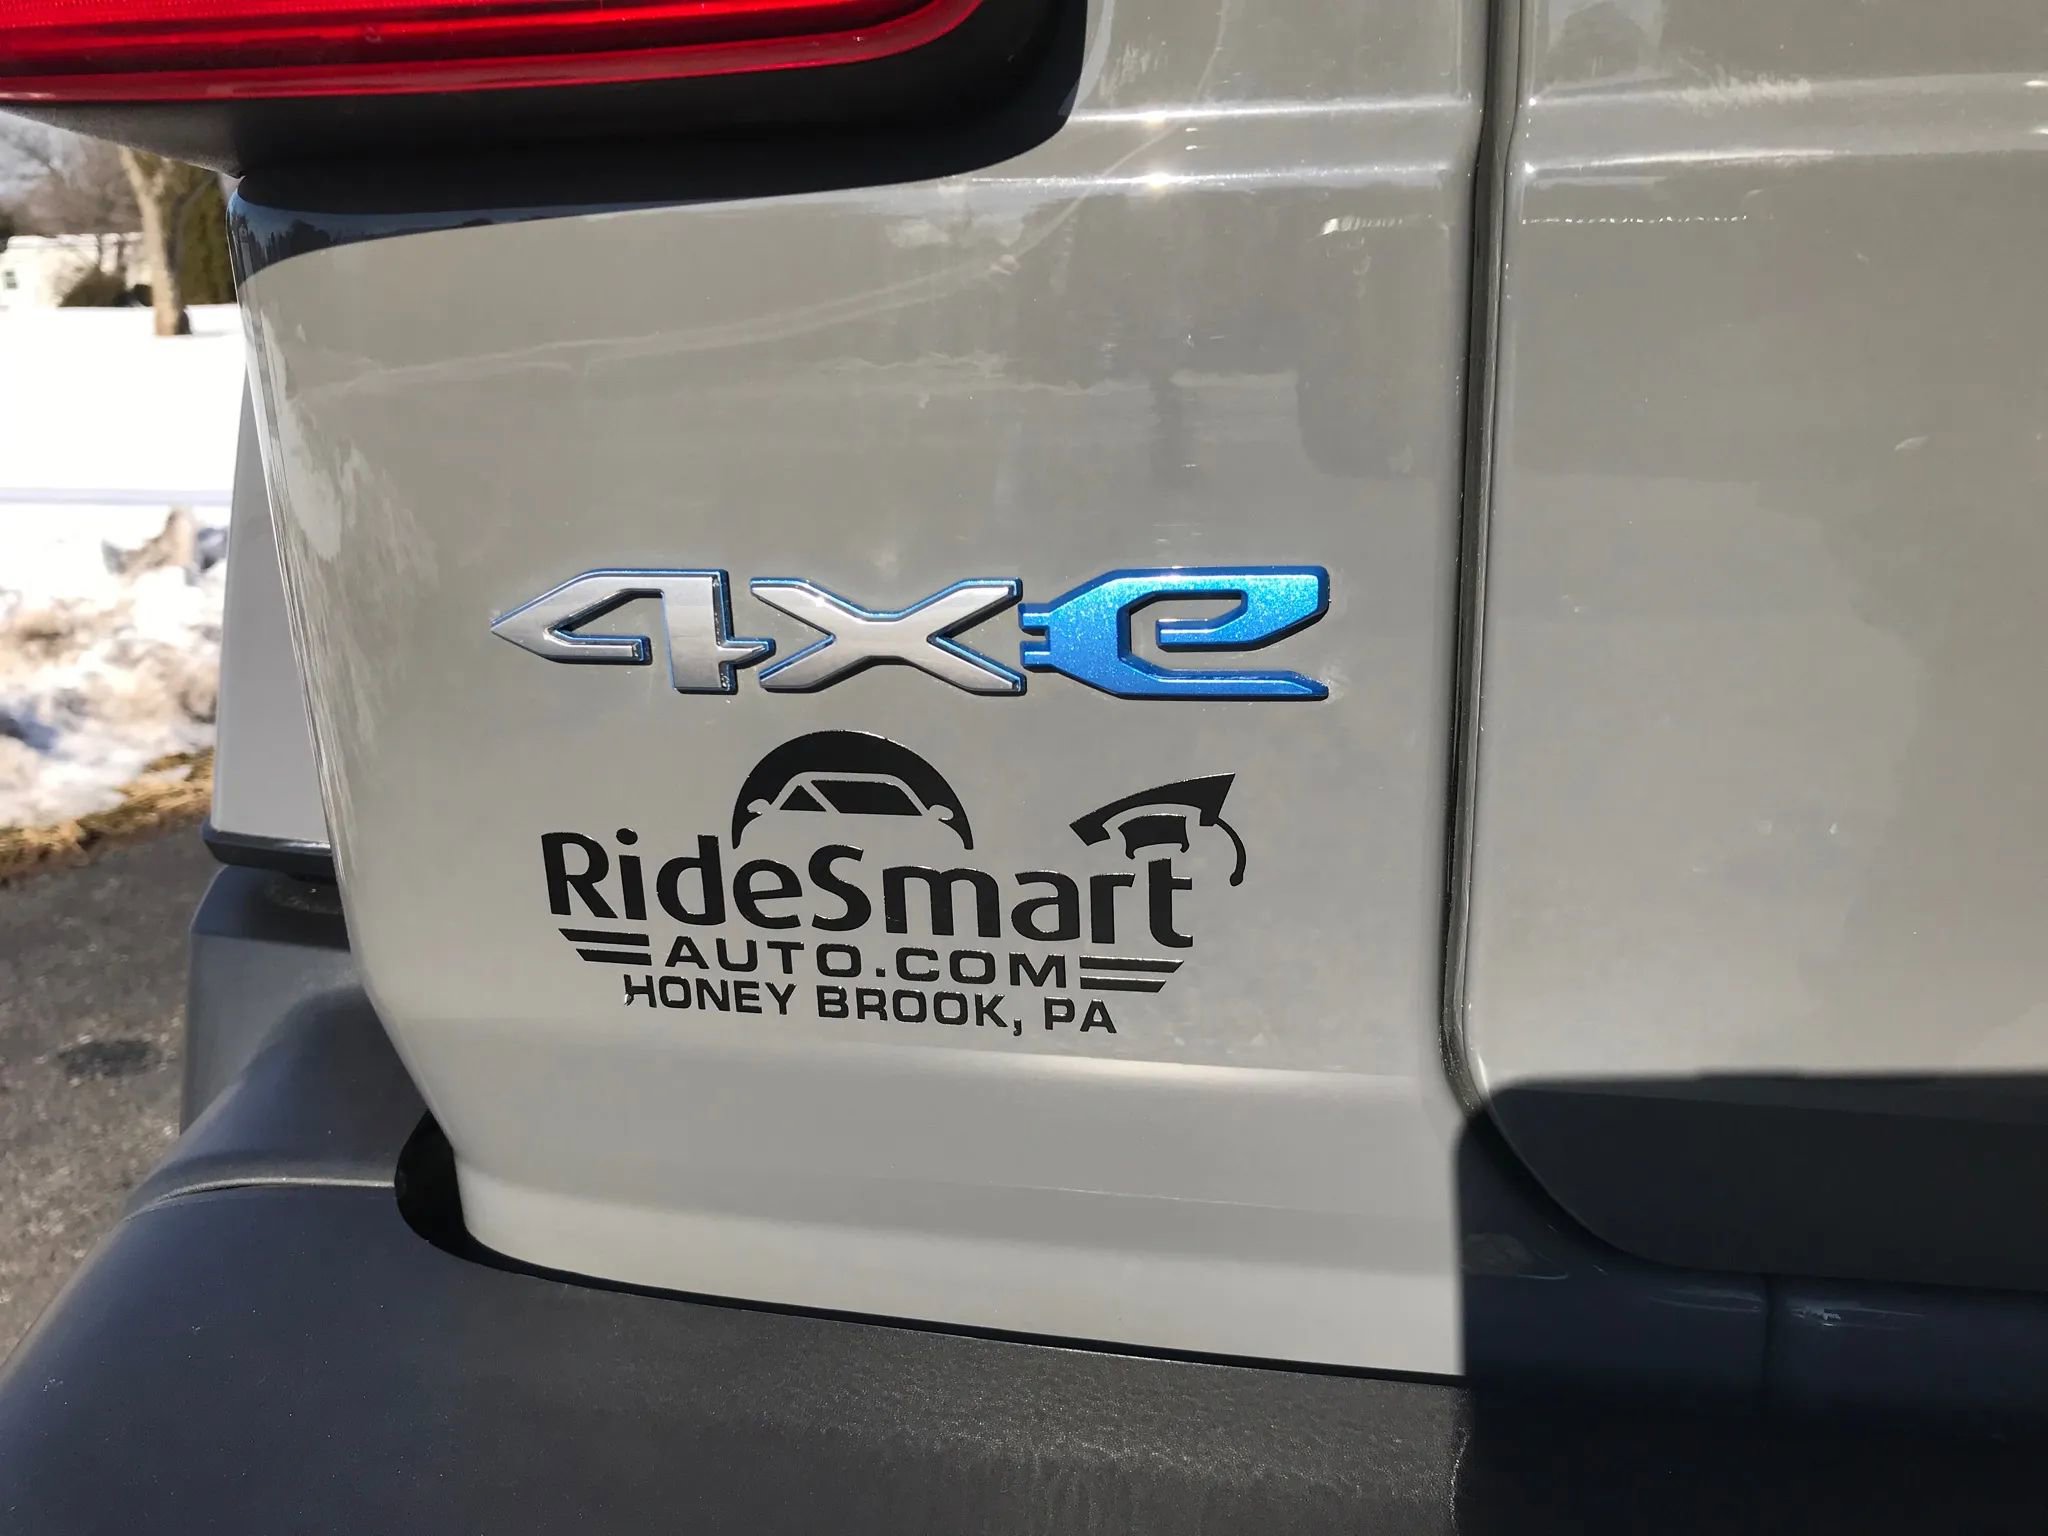 4xe
RideSmart
AUTO.COM
HONEY BROOK, PA